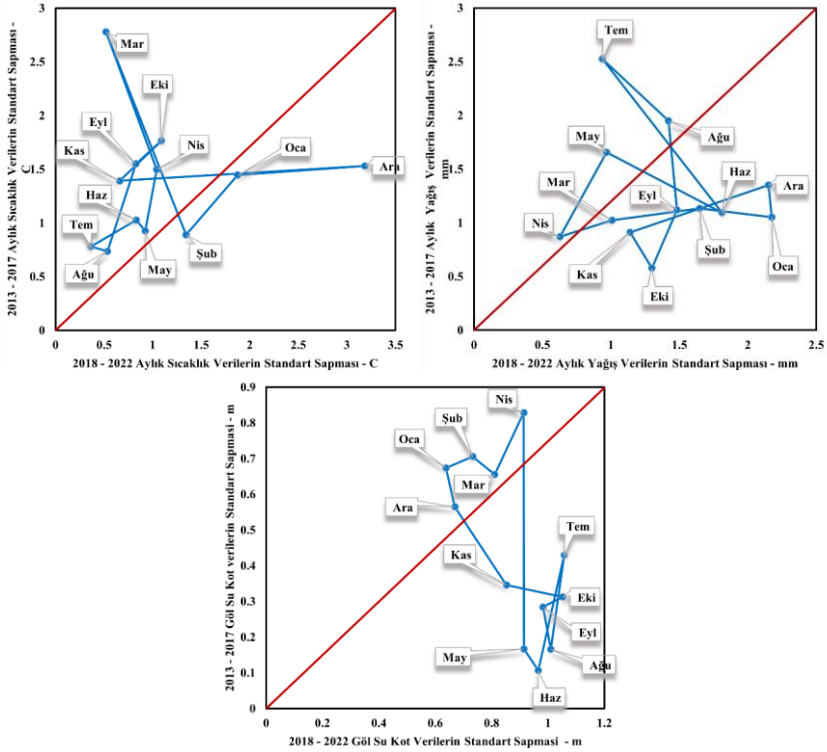 2013 - 2017 Aylık Sıcaklık Verilerin Standart Sapması -
C
3
2.5
2
1.5
1
0.5
0
Mar
Eki
Eyl
Nis
Kas
Oca
Ara
Haz
Tem
Ağu
May
Şub
0 0.5 1 1.5 2 2.5 3 3.5
2018 - 2022 Aylık Sıcaklık Verilerin Standart Sapması - C
2013 - 2017 Aylık Yağış Verilerin Standart Sapması -
mm
3
2.5
2
1.5
1
0.5
0
Tem
May
Ağu
Haz
Ara
Mar
Eyl
Nis
Kas
Şub
Oca
Eki
0 0.5 1 1.5 2 2.5
2018 - 2022 Aylık Yağış Verilerin Standart Sapması - mm
2013 - 2017 Göl Su Kot verilerin Standart Sapması - m
0.9
0.8
0.7
0.6
0.5
0.4
0.3
0.2
0.1
0
Nis
Şub
Oca
Mar
Ara
Tem
Kas
Eki
Eyl
May
Ağu
Haz
0 0.2 0.4 0.6 0.8 1 1.2
2018 - 2022 Göl Su Kot Verilerin Standart Sapması - m